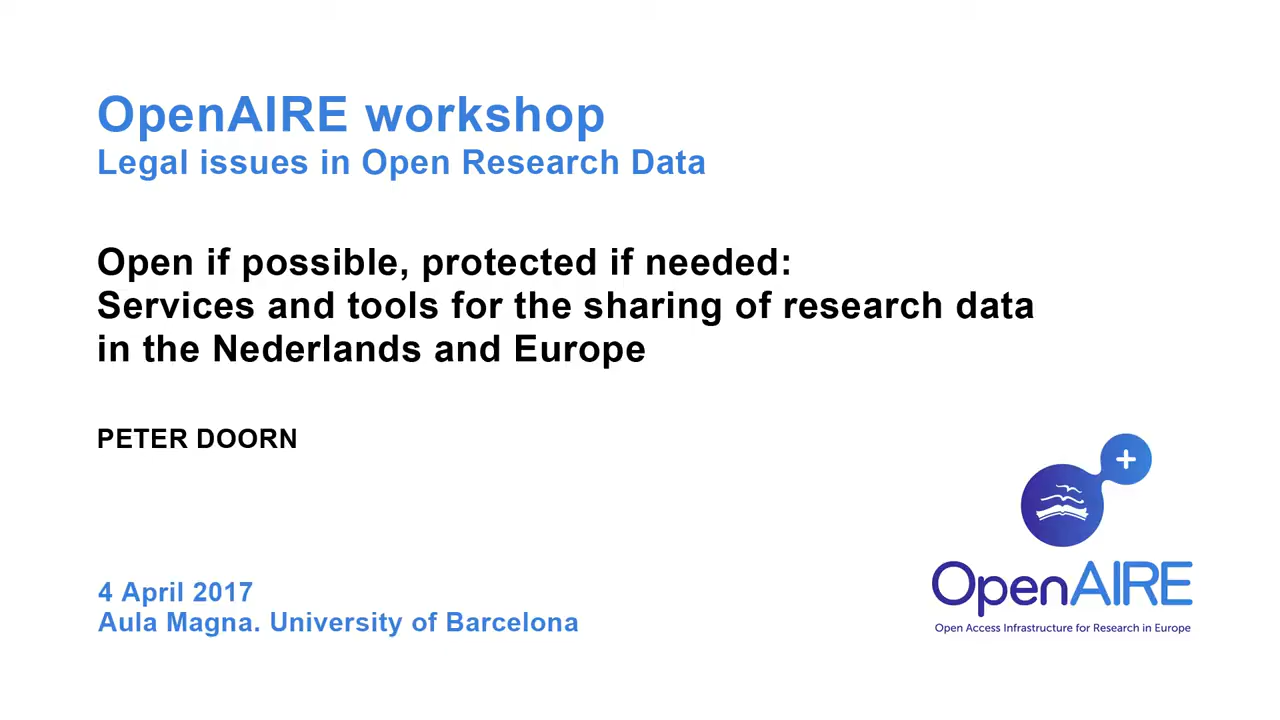 OpenAIRE workshop
Legal issues in Open Research Data
Open if possible, protected if needed:
Services and tools for the sharing of research data
in the Nederlands and Europe
PETER DOORN
4 April 2017
Aula Magna. University of Barcelona
+
OpenAIRE
Open Access Infrastructure for Research in Europe